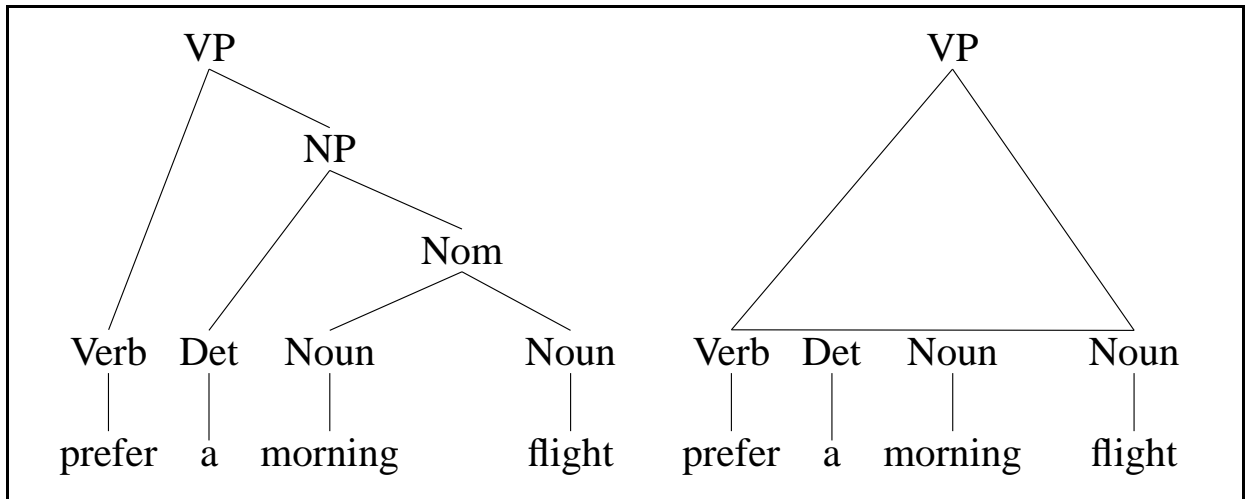 VP VP
NP
Nom
Verb Det Noun Noun Verb Det Noun Noun
prefer a morning flight prefer a morning flight